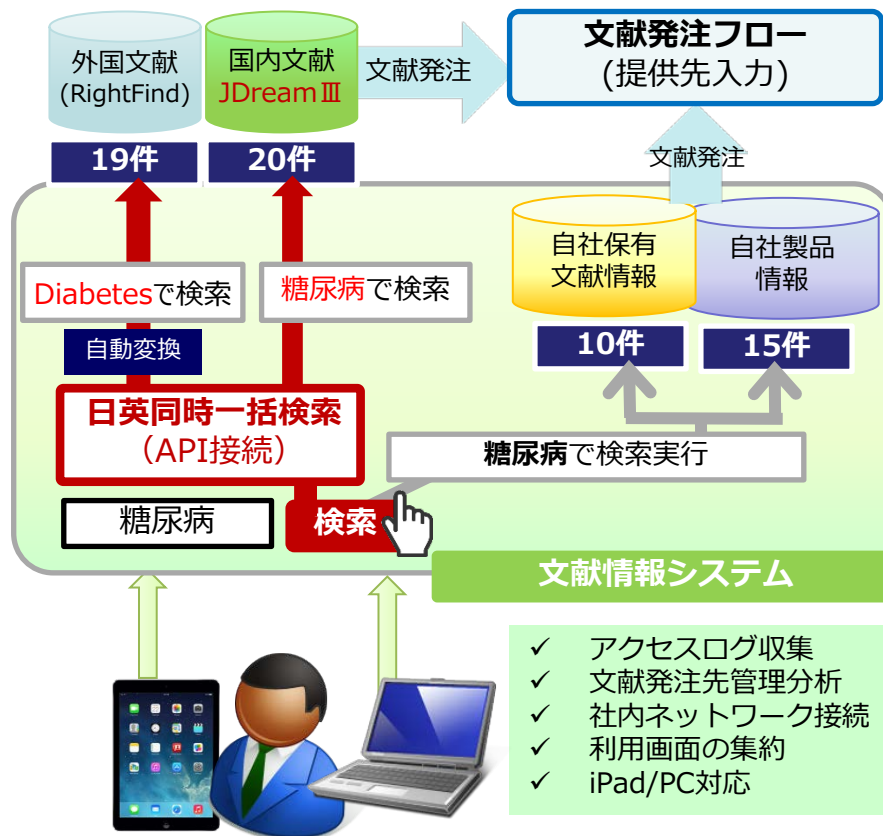 外国文献
(RightFind)
国内文献
JDreamⅢ
文献発注
文献発注フロー
(提供先入力)
19件
20件
文献発注
自社保有
文献情報
自社製品
情報
Diabetesで検索
糖尿病で検索
自動変換
10件
15件
日英同時一括検索
（API接続）
糖尿病で検索実行
糖尿病
検索
文献情報システム
✓ アクセスログ収集
✓ 文献発注先管理分析
✓ 社内ネットワーク接続
✓ 利用画面の集約
✓ iPad/PC対応